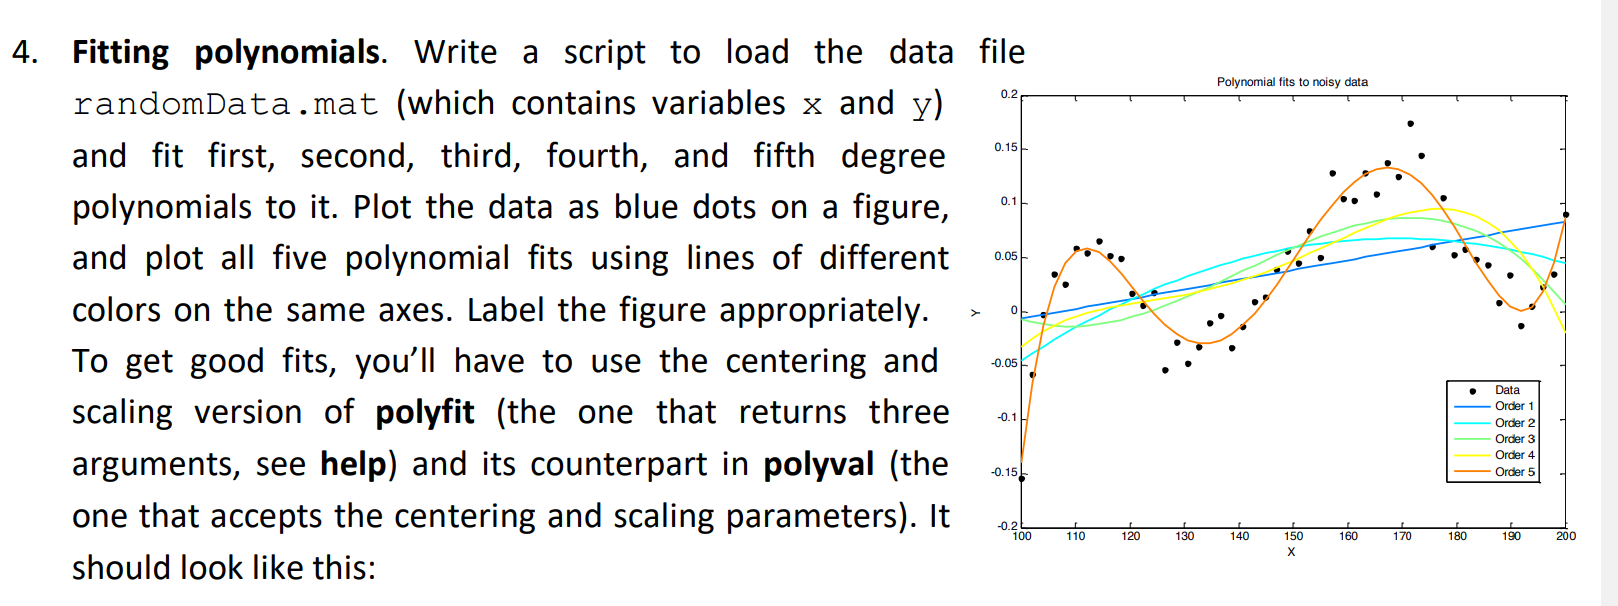 4. Fitting polynomials. Write a script to load the data file
randomData.mat (which contains variables x and y)
and fit first, second, third, fourth, and fifth degree
polynomials to it. Plot the data as blue dots on a figure,
and plot all five polynomial fits using lines of different
colors on the same axes. Label the figure appropriately.
To get good fits, you'll have to use the centering and
scaling version of polyfit (the one that returns three
arguments, see help) and its counterpart in polyval (the
one that accepts the centering and scaling parameters). It
should look like this:
Polynomial fits to noisy data
0.2
0.15
0.1
0.05
0
-0.05
-0.1
-0.15
-0.2
Y
Data
Order 1
Order 2
Order 3
Order 4
Order 5
100 110 120 130 140 150 160 170 180 190 200
X